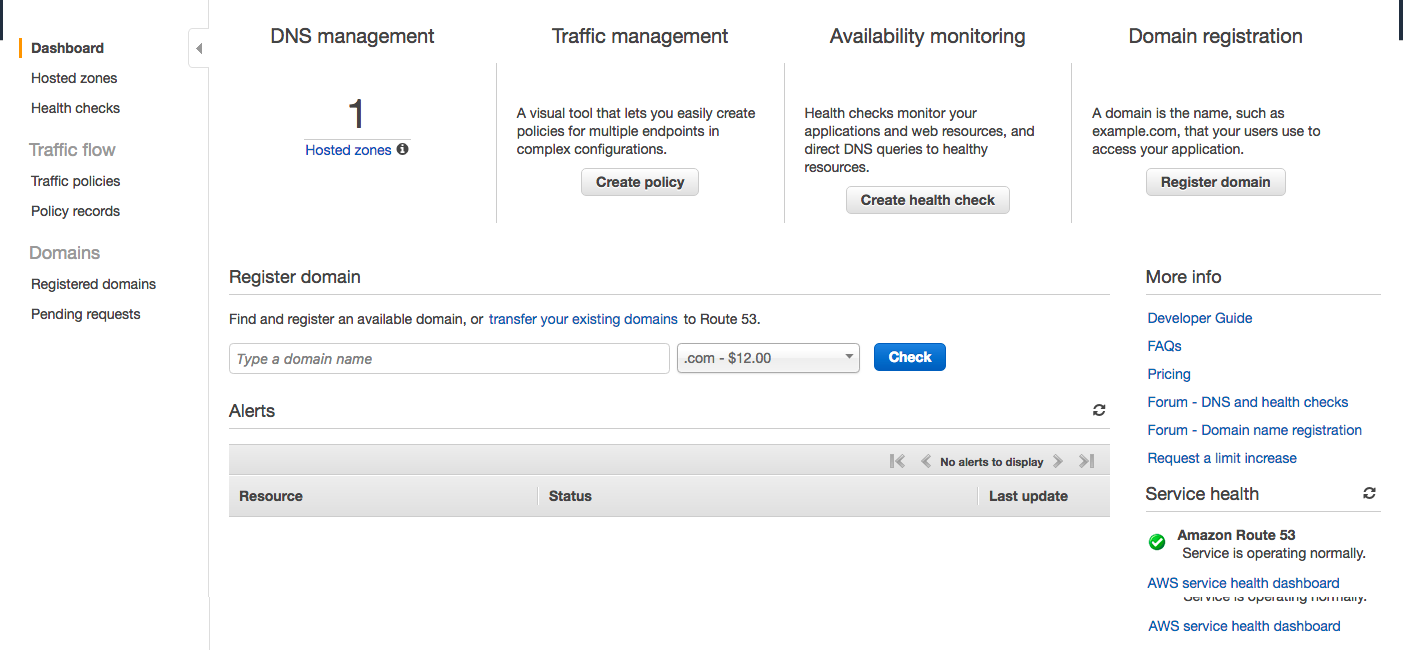 Dashboard
Hosted zones
Health checks
Traffic flow
Traffic policies
Policy records
Domains
Registered domains
Pending requests
DNS management
1
Hosted zones
Traffic management
A visual tool that lets you easily create
policies for multiple endpoints in
complex configurations.
Create policy
Availability monitoring
Health checks monitor your
applications and web resources, and
direct DNS queries to healthy
resources.
Create health check
Domain registration
A domain is the name, such as
example.com, that your users use to
access your application.
Register domain
Register domain
Find and register an available domain, or transfer your existing domains to Route 53.
Type a domain name
.com - $12.00
Check
Alerts
No alerts to display
Resource Status Last update
More info
Developer Guide
FAQs
Pricing
Forum - DNS and health checks
Forum - Domain name registration
Request a limit increase
Service health
Amazon Route 53
Service is operating normally.
AWS service health dashboard
Service is operating normally.
AWS service health dashboard